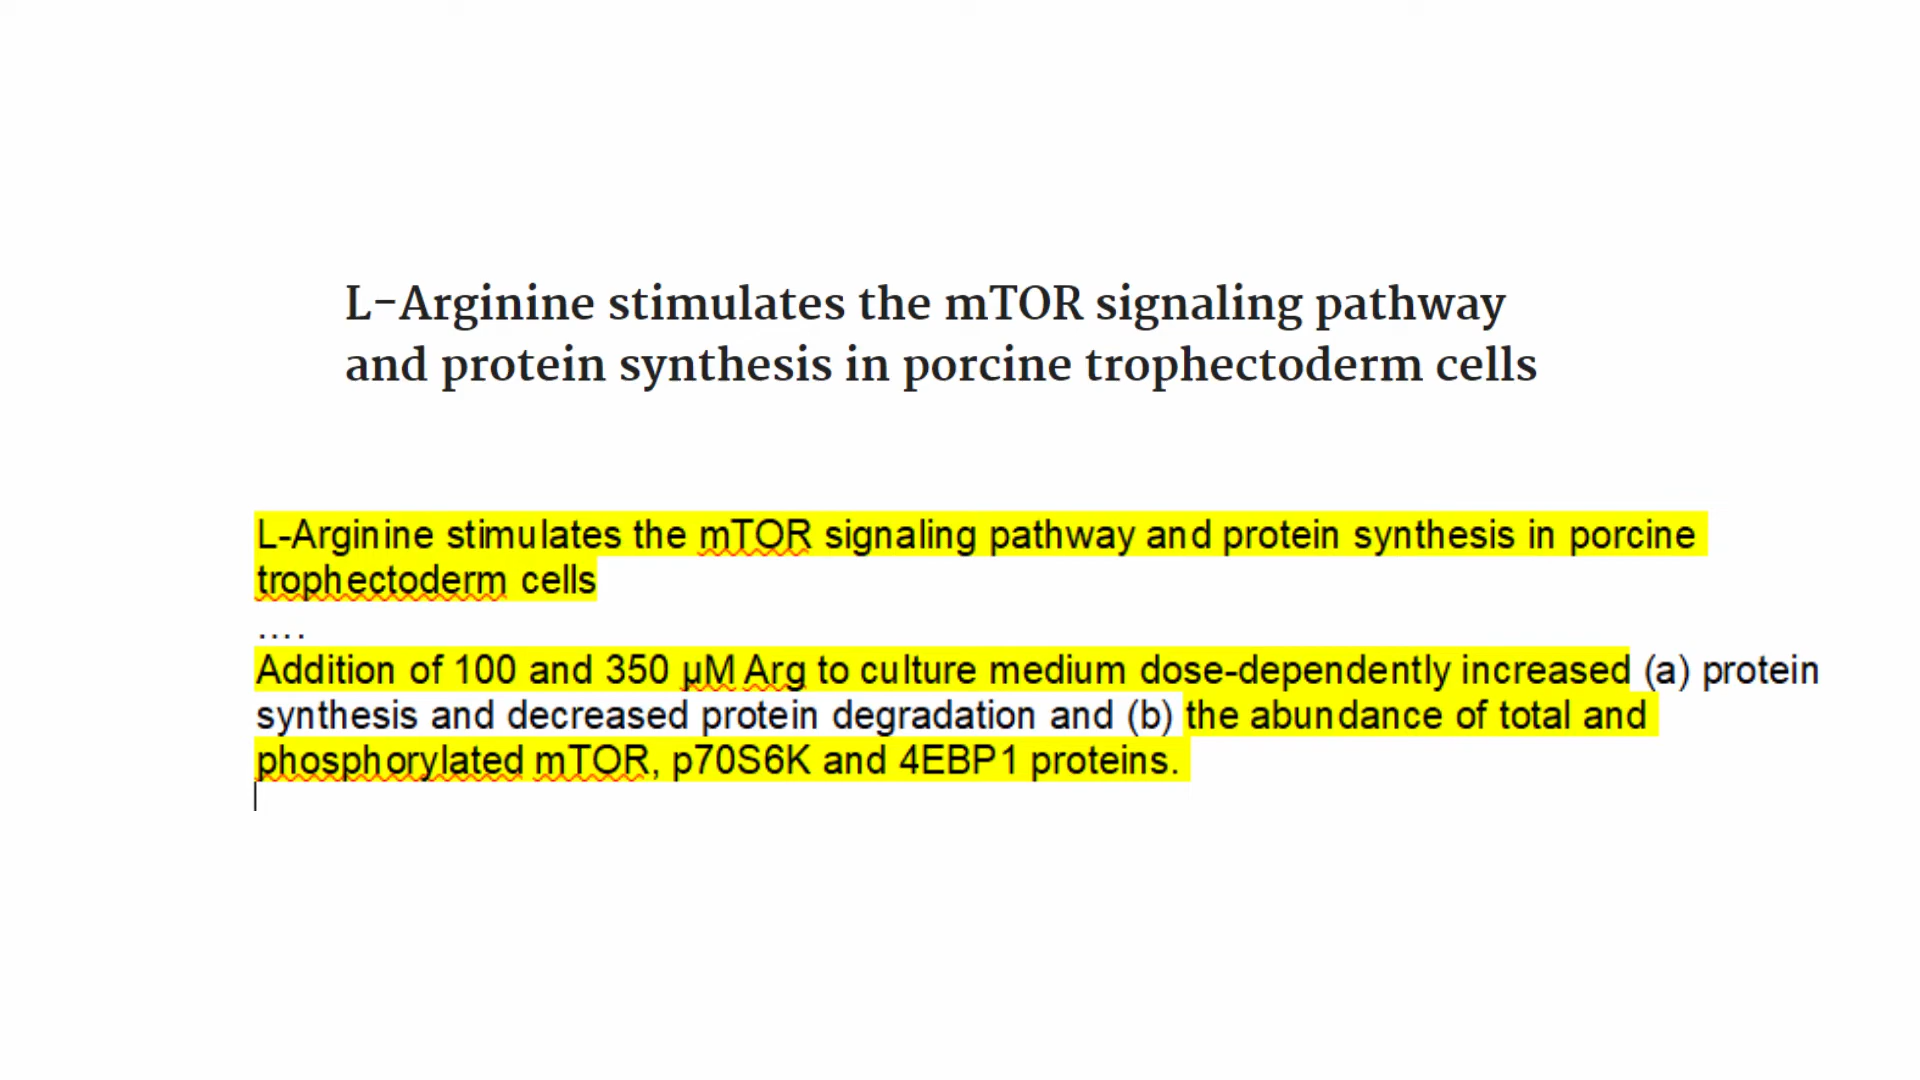 L-Arginine stimulates the mTOR signaling pathway
and protein synthesis in porcine trophectoderm cells
L-Arginine stimulates the mTOR signaling pathway and protein synthesis in porcine
trophectoderm cells
....
Addition of 100 and 350 µM Arg to culture medium dose-dependently increased (a) protein
synthesis and decreased protein degradation and (b) the abundance of total and
phosphorylated mTOR, p70S6K and 4EBP1 proteins.